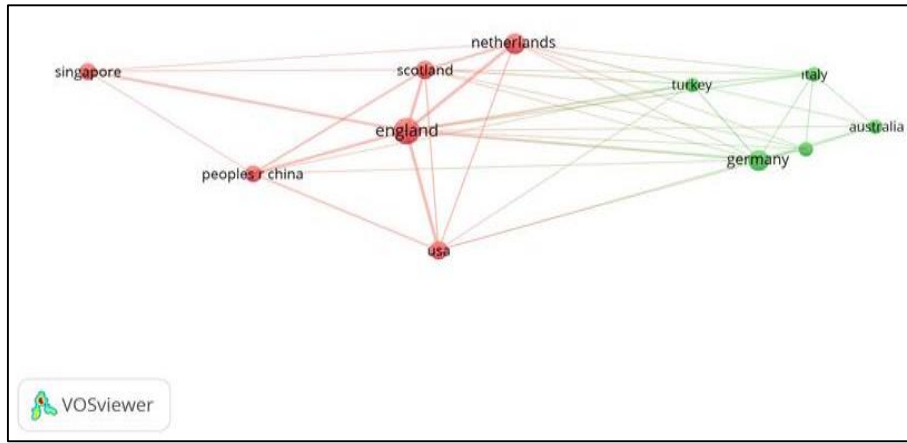 netherlands
singapore
scotland
turkey
italy
england
australia
germany
peoples r china
usa
VOSviewer